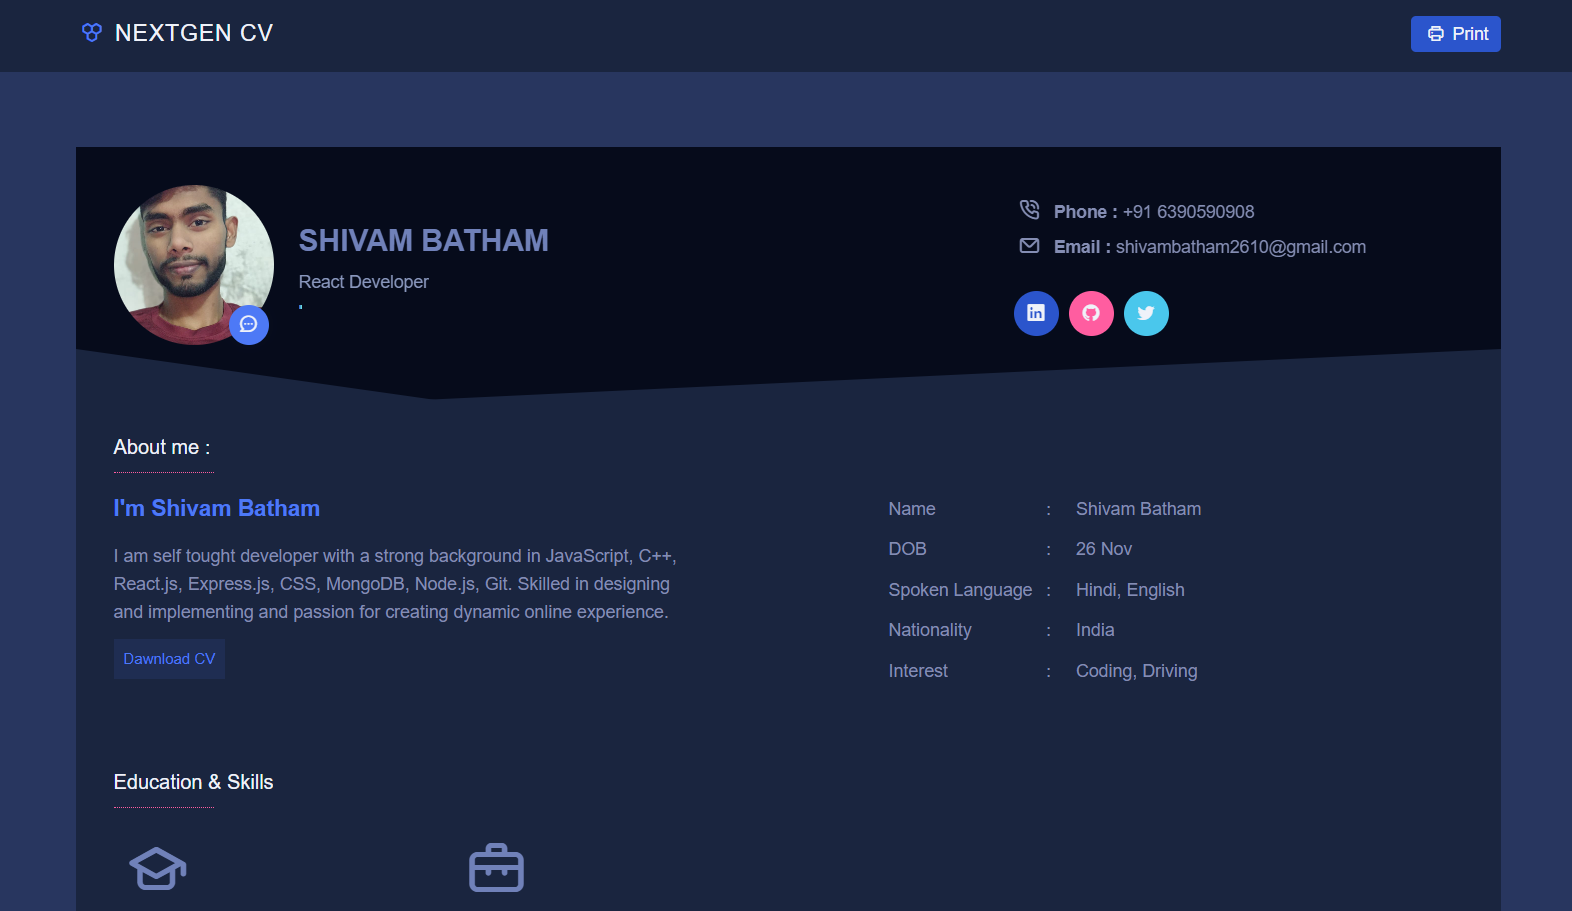 NEXTGEN CV
Print
SHIVAM BATHAM
React Developer
Phone : +91 6390590908
Email : shivambatham2610@gmail.com
About me :
I'm Shivam Batham
I am self tought developer with a strong background in JavaScript, C++,
React.js, Express.js, CSS, MongoDB, Node.js, Git. Skilled in designing
and implementing and passion for creating dynamic online experience.
Dawnload CV
Name : Shivam Batham
DOB : 26 Nov
Spoken Language : Hindi, English
Nationality : India
Interest : Coding, Driving
Education & Skills